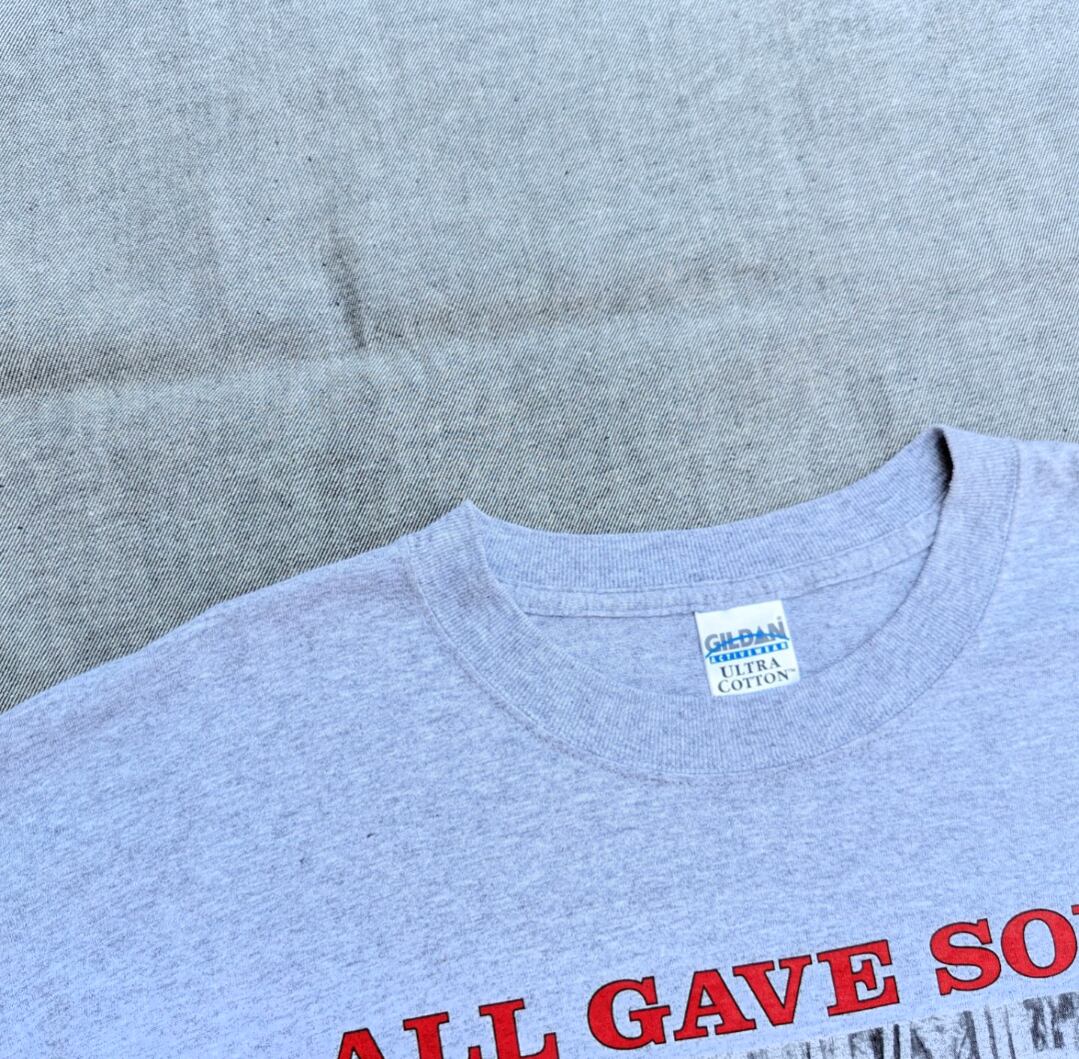 GILDAN®
ACTIVEWEAR
ULTRA
COTTON™
ALL GAVE SO